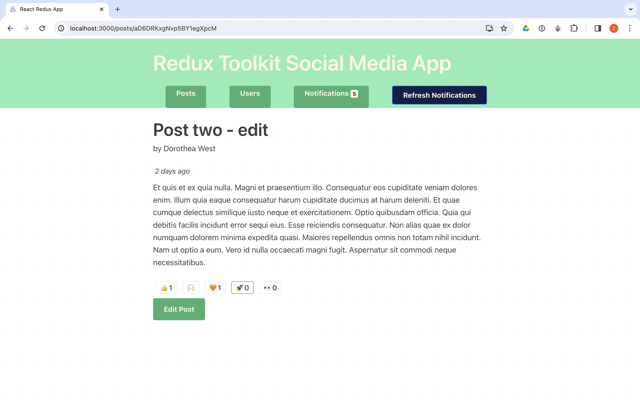 React Redux App
localhost:3000/posts/aD6DRKxgNvp5BY1egXpcM
Redux Toolkit Social Media App
Posts
Users
Notifications 5
Refresh Notifications
Post two - edit
by Dorothea West
2 days ago
Et quis et ex quia nulla. Magni et praesentium illo. Consequatur eos cupiditate veniam dolores
enim. Illum quia eaque consequatur harum cupiditate ducimus at harum deleniti. Et quae
cumque delectus similique iusto neque et exercitationem. Optio quibusdam officia. Quia qui
debitis facilis incidunt error sequi eius. Esse reiciendis consequatur. Non alias quae ex dolor
numquam dolorem minima expedita quasi. Maiores repellendus omnis non totam nihil incidunt.
Nam ut optio a eum. Vero id nulla occaecati magni fugit. Aspernatur sit commodi neque
necessitatibus.
👍1 ❤️1 🚀0 👀0
Edit Post